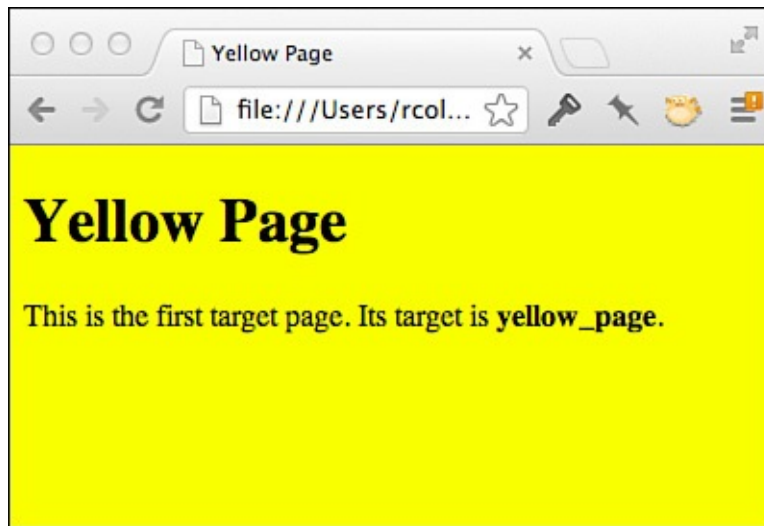 Yellow Page
file:///Users/rcol...
Yellow Page
This is the first target page. Its target is yellow_page.